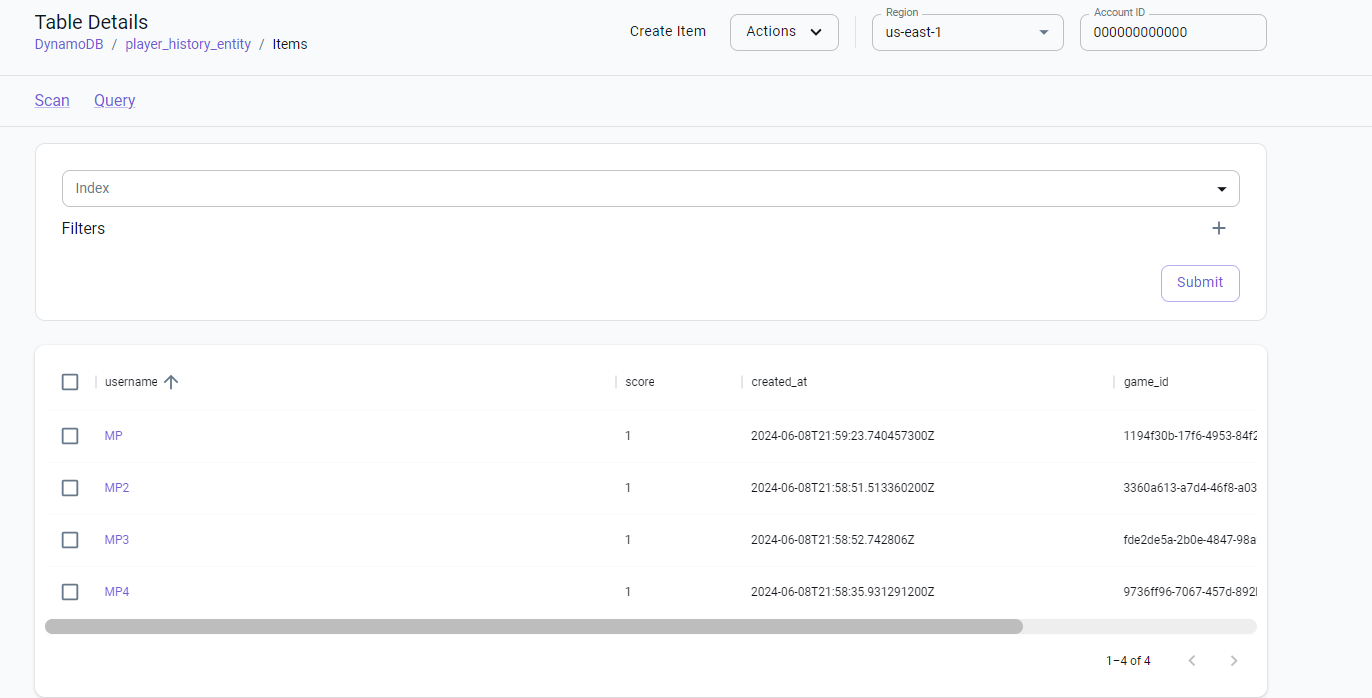 Table Details
DynamoDB / player_history_entity / Items
Create Item
Actions
Region
us-east-1
Account ID
000000000000
Scan Query
Index
Filters
Submit
username score created_at game_id
MP 1 2024-06-08T21:59:23.740457300Z 1194f30b-17f6-4953-84f2
MP2 1 2024-06-08T21:58:51.513360200Z 3360a613-a7d4-46f8-a03
MP3 1 2024-06-08T21:58:52.742806Z fde2de5a-2b0e-4847-98a
MP4 1 2024-06-08T21:58:35.931291200Z 9736ff96-7067-457d-892
1–4 of 4